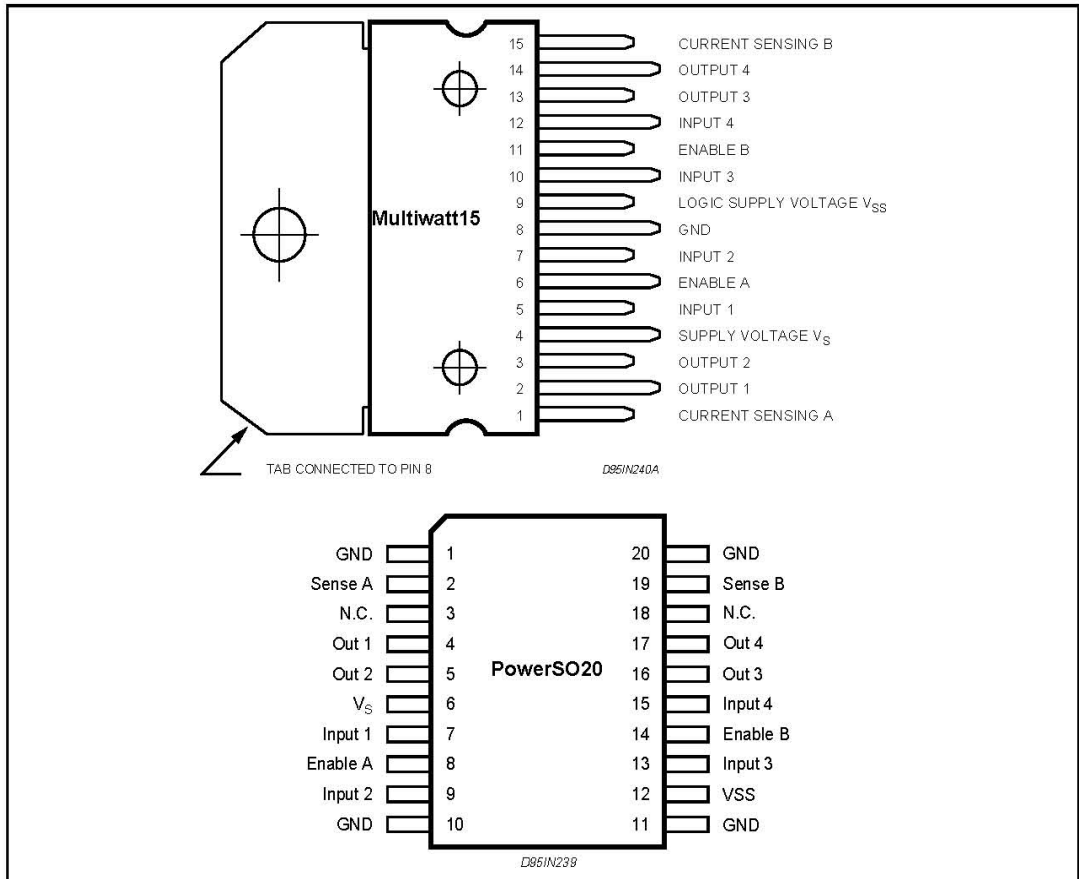 15 CURRENT SENSING B
14 OUTPUT 4
13 OUTPUT 3
12 INPUT 4
11 ENABLE B
10 INPUT 3
9 LOGIC SUPPLY VOLTAGE VSS
Multiwatt15
8 GND
7 INPUT 2
6 ENABLE A
5 INPUT 1
4 SUPPLY VOLTAGE VS
3 OUTPUT 2
2 OUTPUT 1
1 CURRENT SENSING A
TAB CONNECTED TO PIN 8
D95IN240A
GND 1 20 GND
Sense A 2 19 Sense B
N.C. 3 18 N.C.
Out 1 4 17 Out 4
Out 2 5 PowerSO20 16 Out 3
VS 6 15 Input 4
Input 1 7 14 Enable B
Enable A 8 13 Input 3
Input 2 9 12 VSS
GND 10 11 GND
D95IN239